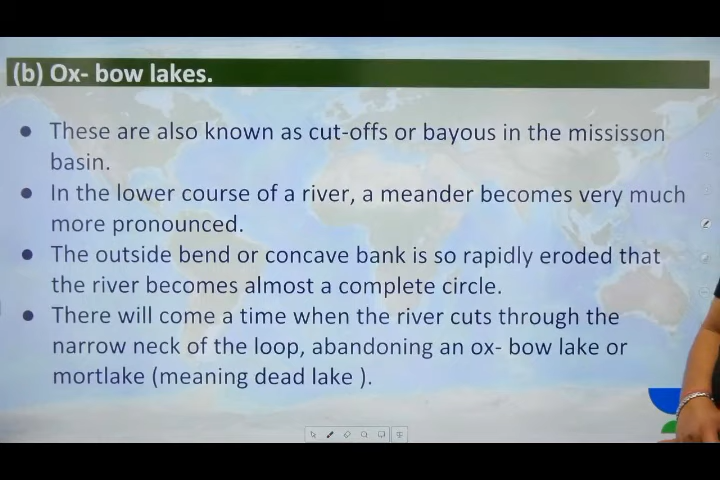 (b) Ox- bow lakes.
● These are also known as cut-offs or bayous in the mississon
basin.
● In the lower course of a river, a meander becomes very much
more pronounced.
● The outside bend or concave bank is so rapidly eroded that
the river becomes almost a complete circle.
● There will come a time when the river cuts through the
narrow neck of the loop, abandoning an ox- bow lake or
mortlake (meaning dead lake ).